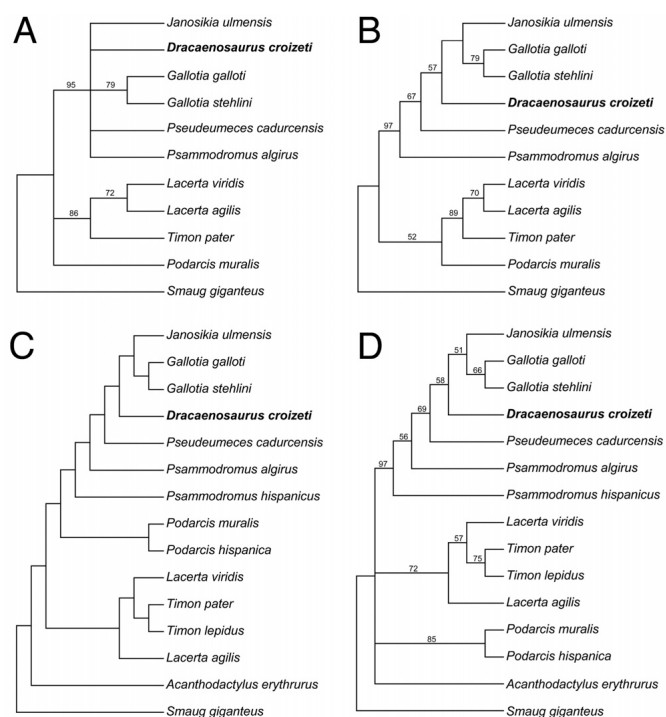 A
Janosikia ulmensis
Dracaenosaurus croizeti
95
79
Gallotia galloti
Gallotia stehlini
Pseudeumeces cadurcensis
Psammodromus algirus
72
Lacerta viridis
86
Lacerta agilis
Timon pater
Podarcis muralis
Smaug giganteus
B
Janosikia ulmensis
57
79
Gallotia galloti
Gallotia stehlini
67
Dracaenosaurus croizeti
97
Pseudeumeces cadurcensis
Psammodromus algirus
70
Lacerta viridis
89
Lacerta agilis
52
Timon pater
Podarcis muralis
Smaug giganteus
C
Janosikia ulmensis
Gallotia galloti
Gallotia stehlini
Dracaenosaurus croizeti
Pseudeumeces cadurcensis
Psammodromus algirus
Psammodromus hispanicus
Podarcis muralis
Podarcis hispanica
Lacerta viridis
Timon pater
Timon lepidus
Lacerta agilis
Acanthodactylus erythrurus
Smaug giganteus
D
Janosikia ulmensis
51
Gallotia galloti
66
58
Gallotia stehlini
69
Dracaenosaurus croizeti
56
Pseudeumeces cadurcensis
97
Psammodromus algirus
Psammodromus hispanicus
Lacerta viridis
57
Timon pater
75
72
Timon lepidus
Lacerta agilis
85
Podarcis muralis
Podarcis hispanica
Acanthodactylus erythrurus
Smaug giganteus